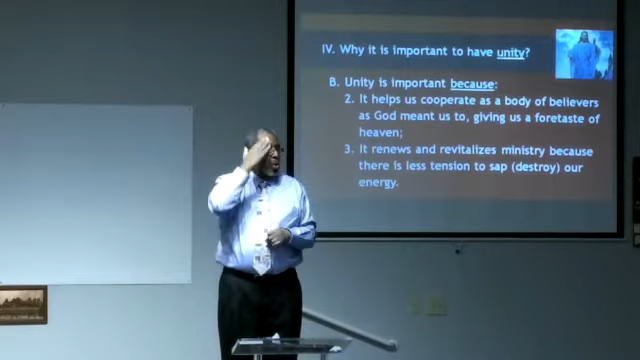 IV. Why it is important to have unity?
B. Unity is important because:
2. It helps us cooperate as a body of believers
as God meant us to, giving us a foretaste of
heaven;
3. It renews and revitalizes ministry because
there is less tension to sap (destroy) our
energy.